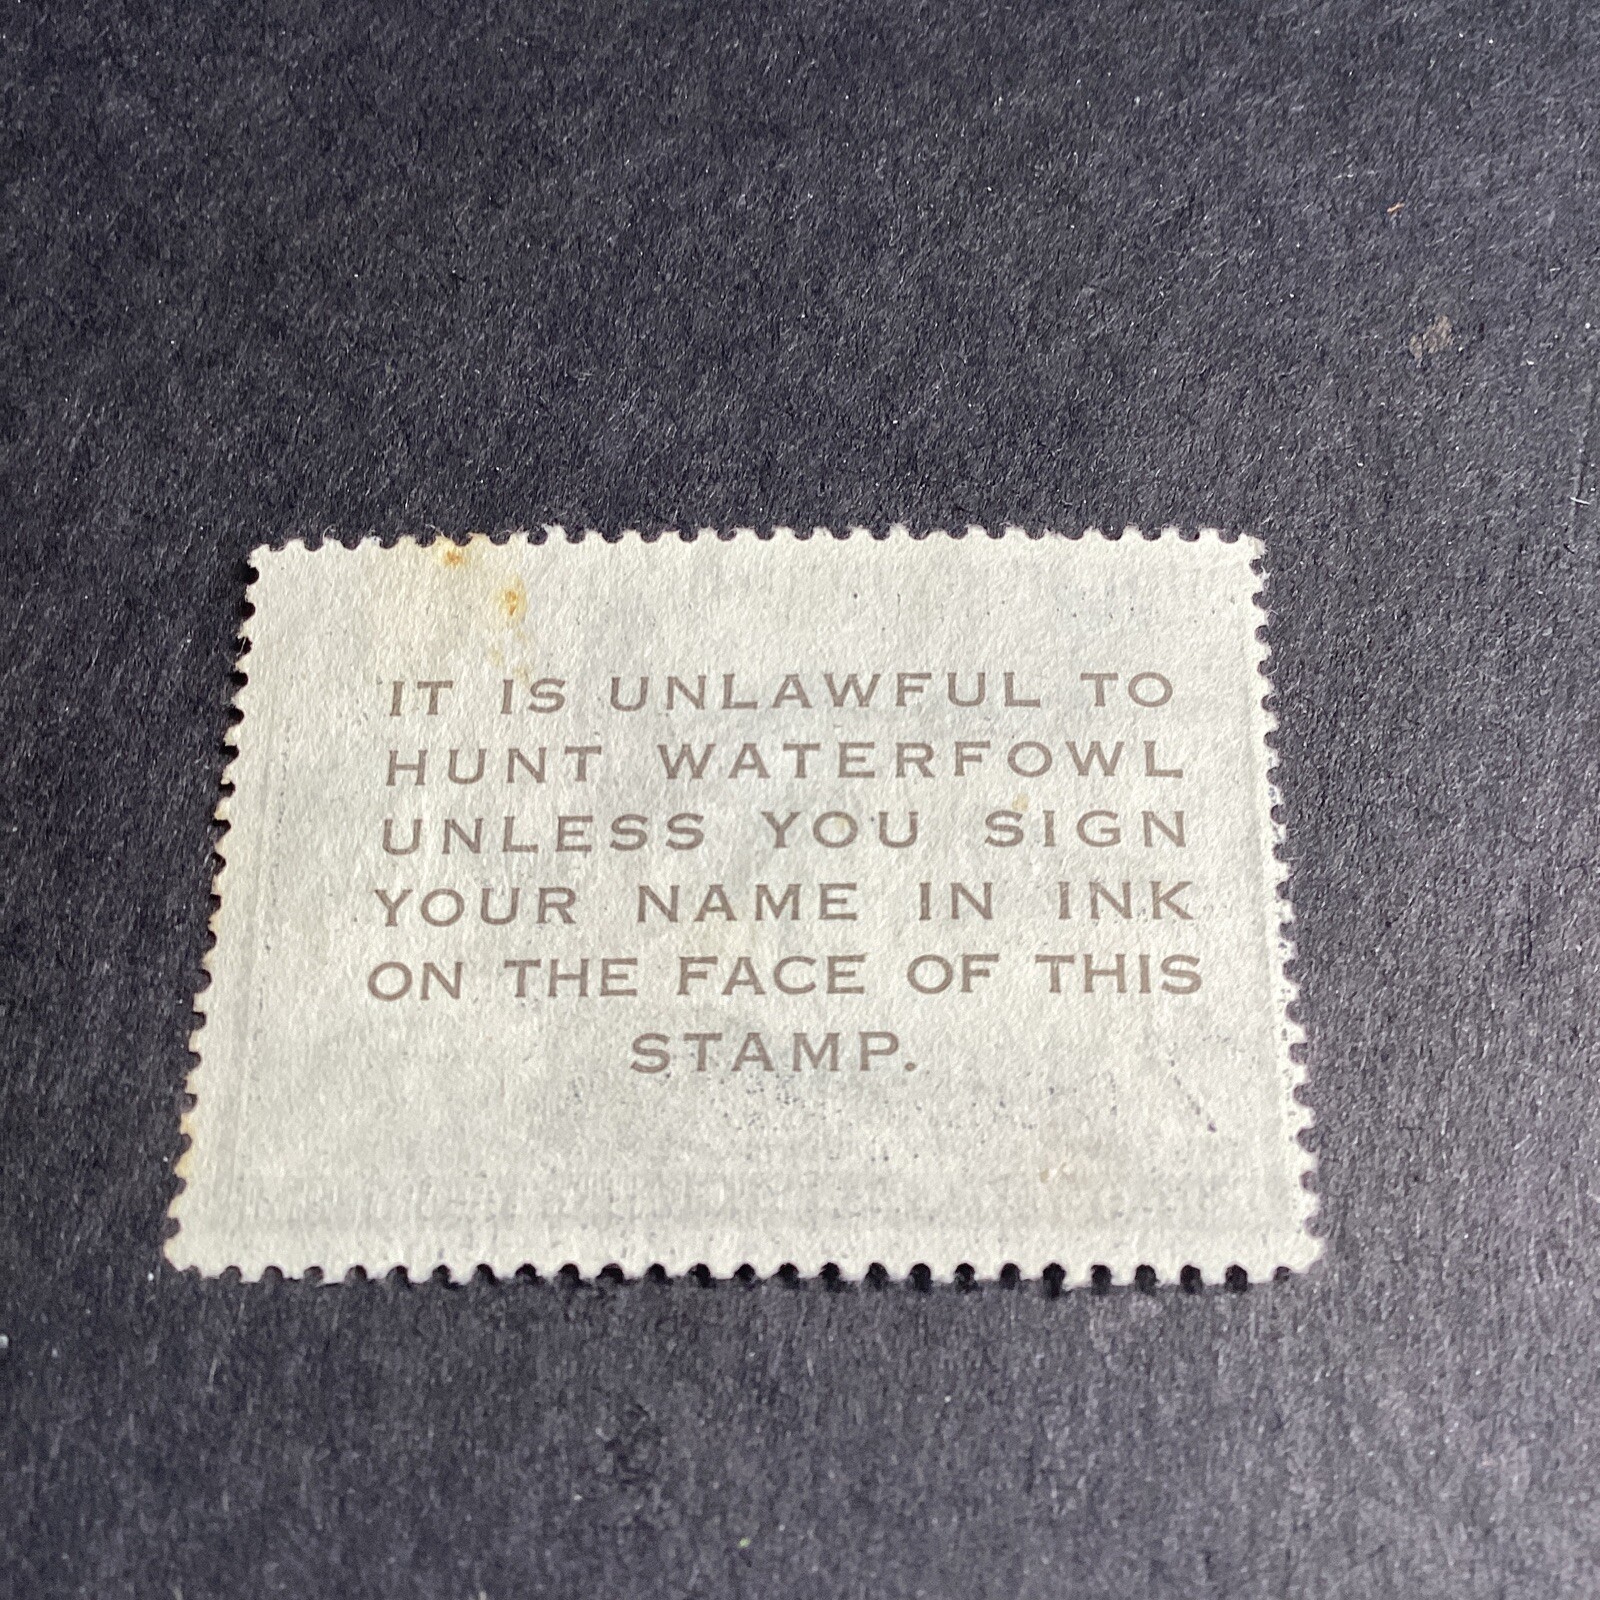 IT IS UNLAWFUL TO
HUNT WATERFOWL
UNLESS YOU SIGN
YOUR NAME IN INK
ON THE FACE OF THIS
STAMP.